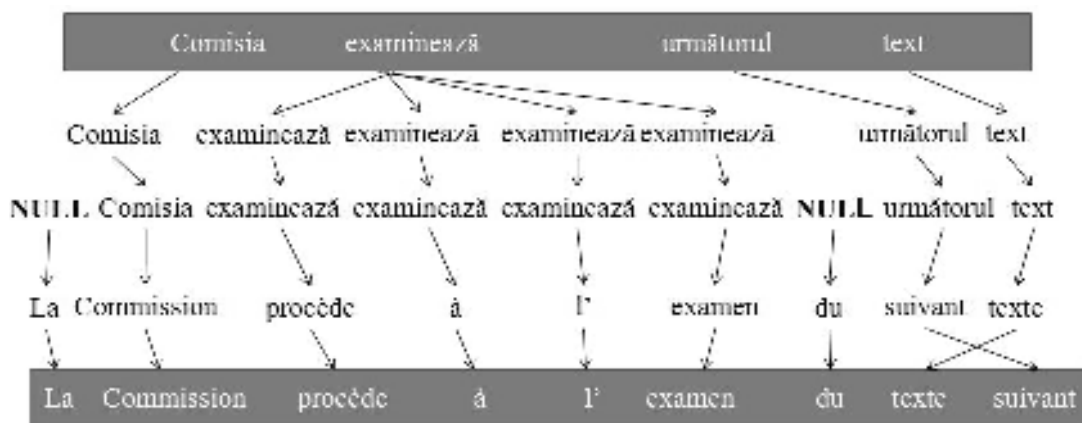 Comisia examinează următorul text
Comisia examinează examinează examinează examinează următorul text
NULL Comisia examinează examinează examinează examinează NULL următorul text
La Commission procède à l' examen du suivant texte
La Commission procède à l' examen du texte suivant